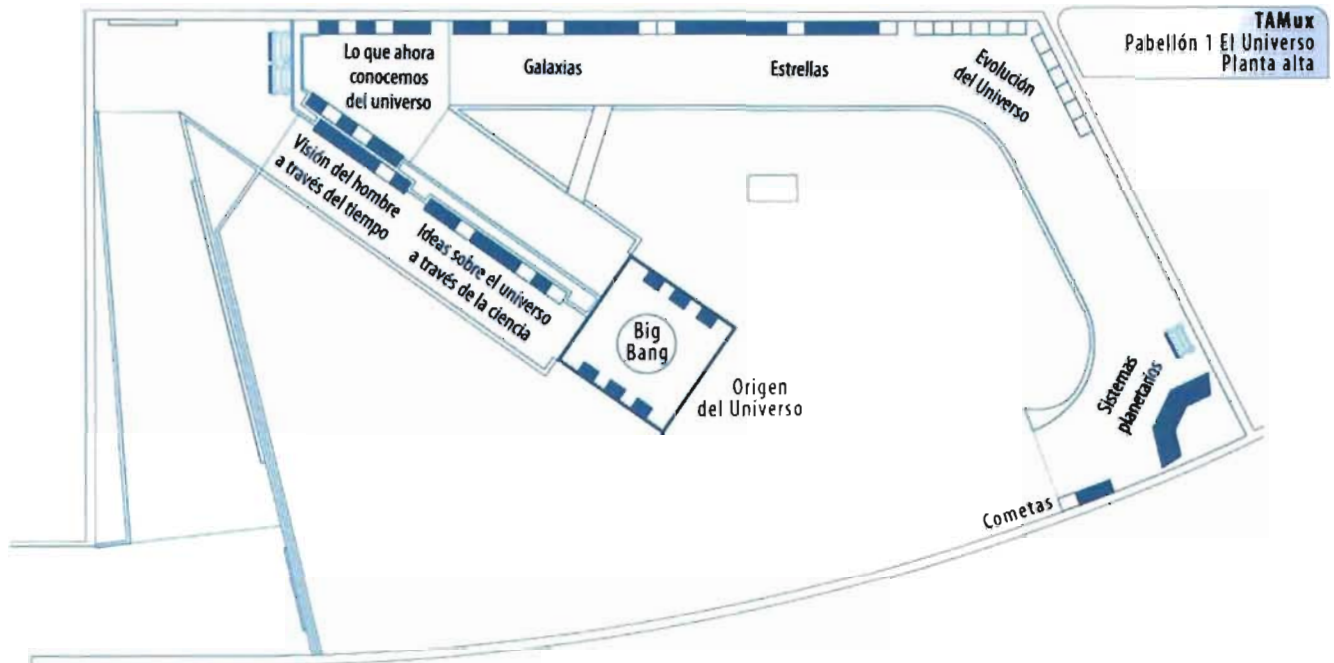 TAMux
Pabellón 1 El Universo
Planta alta
Lo que ahora
conocemos
del universo
Galaxias
Estrellas
Evolución
del Universo
Visión del hombre
a través del tiempo
Ideas sobre el universo
a través de la ciencia
Big
Bang
Origen
del Universo
Sistemas
planetarios
Cometas